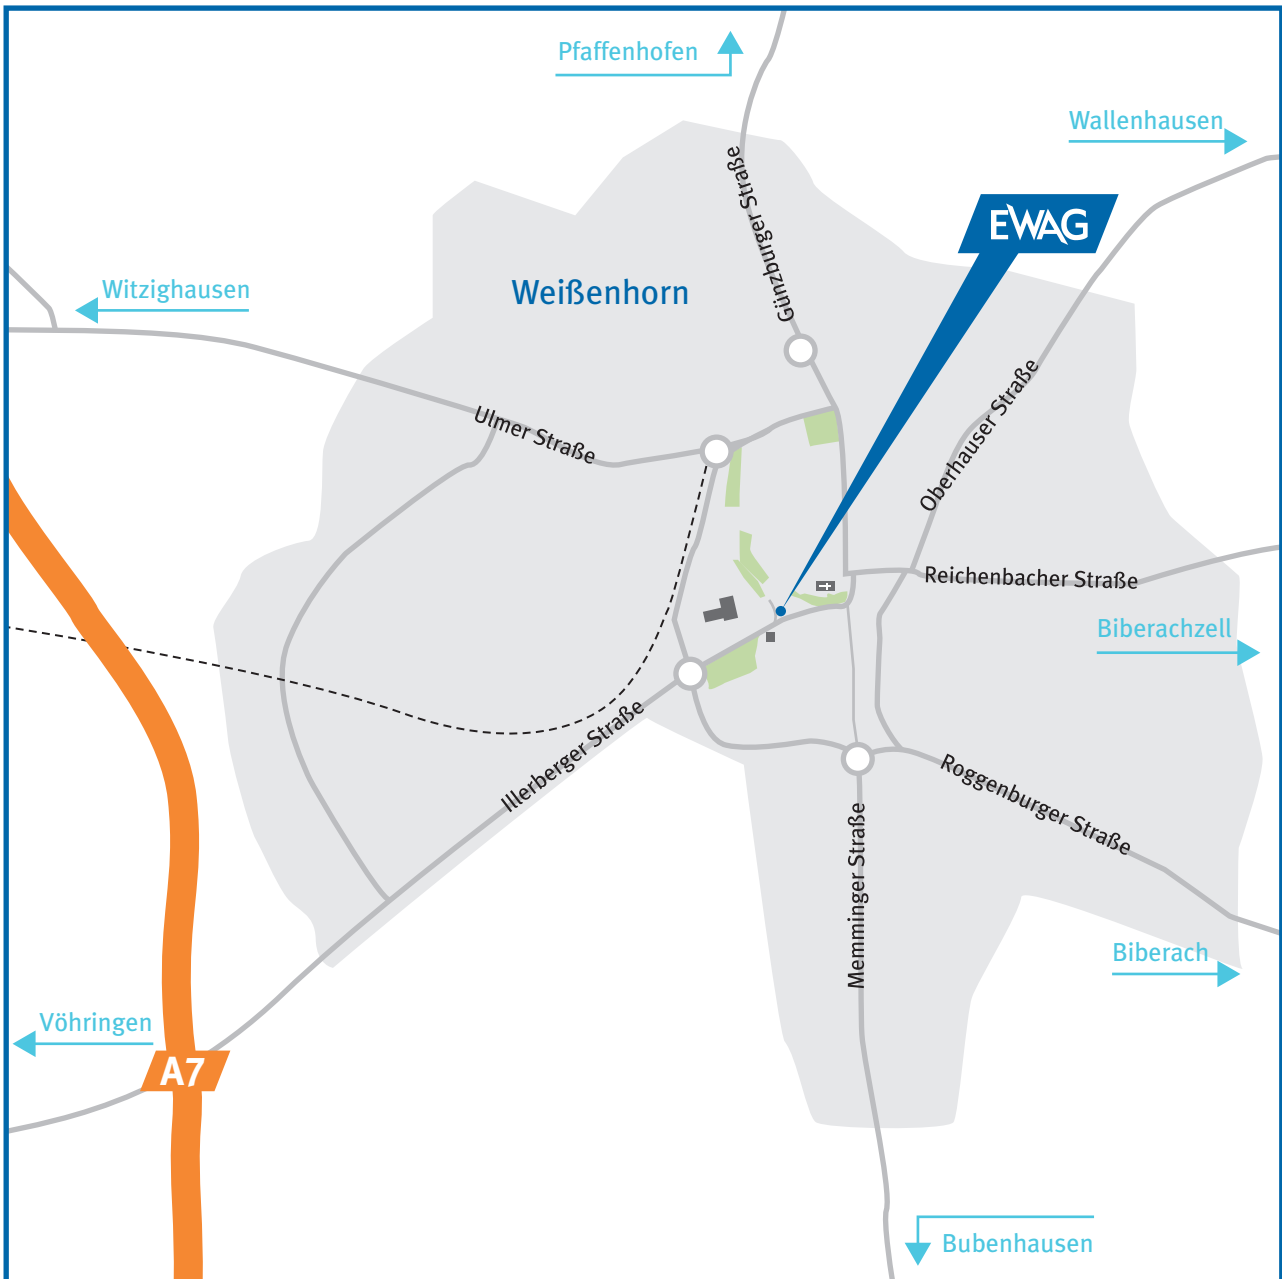 Pfaffenhofen
Wallenhausen
Günzburger Straße
EWAG
Witzighausen
Weißenhorn
Ulmer Straße
Oberhauser Straße
Reichenbacher Straße
Biberachzell
Illerberger Straße
Roggenburger Straße
Memminger Straße
Biberach
Vöhringen
A7
Bubenhausen